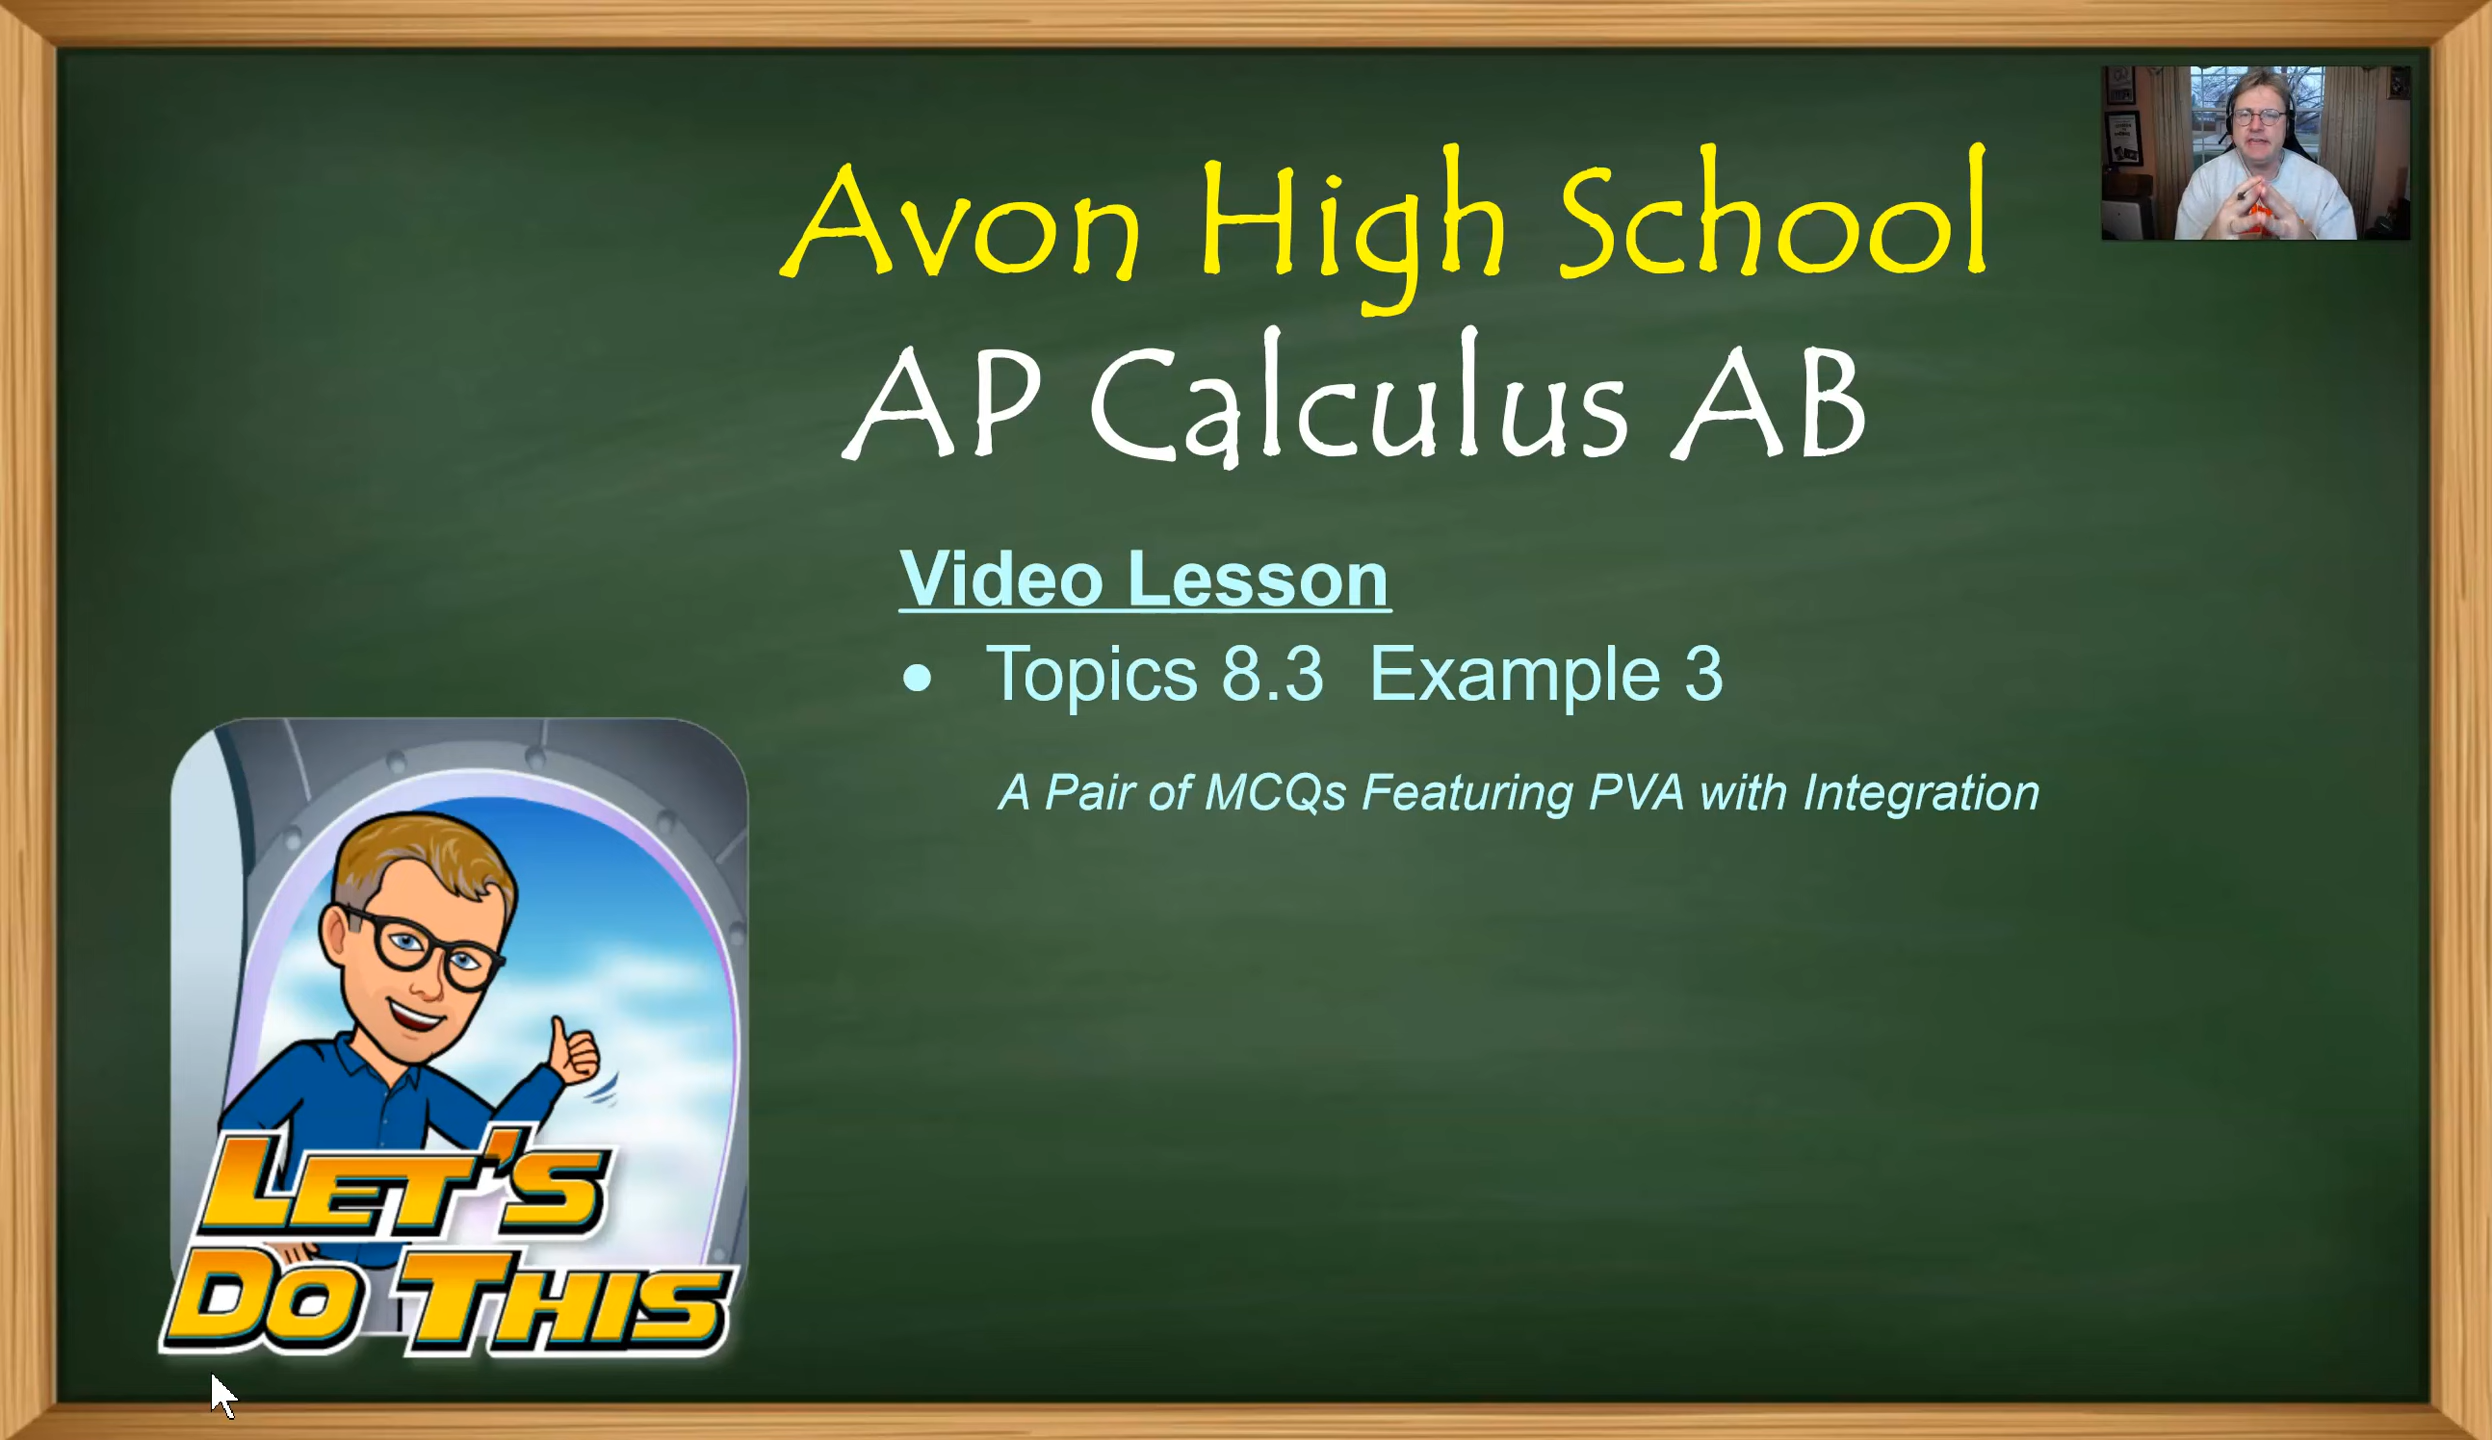 Avon High School
AP Calculus AB
Video Lesson
• Topics 8.3 Example 3
A Pair of MCQs Featuring PVA with Integration
LET'S
DO THIS